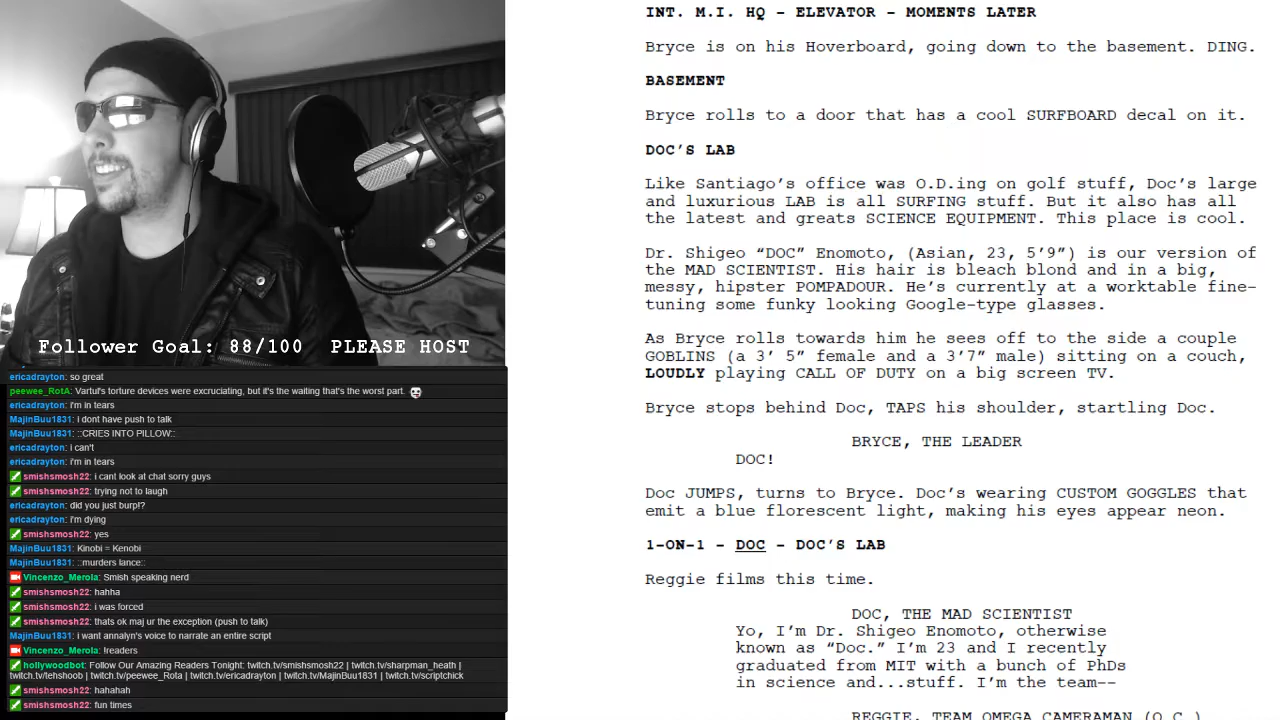 Follower Goal: 88/100 PLEASE HOST
ericadrayton: so great
peewee_RotA: Vartul's torture devices were excruciating, but it's the waiting that's the worst part.
ericadrayton: i'm in tears
MajinBuu1831: i dont have push to talk
MajinBuu1831: ::CRIES INTO PILLOW::
ericadrayton: i can't
ericadrayton: i'm in tears
smishsmosh22: i cant look at chat sorry guys
smishsmosh22: trying not to laugh
ericadrayton: did you just burp!?
ericadrayton: i'm dying
smishsmosh22: yes
MajinBuu1831: Kinobi = Kenobi
MajinBuu1831: ::murders lance::
Vincenzo_Merola: Smish speaking nerd
smishsmosh22: hahha
smishsmosh22: i was forced
smishsmosh22: thats ok maj ur the exception (push to talk)
MajinBuu1831: i want annalyn's voice to narrate an entire script
Vincenzo_Merola: !readers
hollywoodbot: Follow Our Amazing Readers Tonight: twitch.tv/smishsmosh22 | twitch.tv/sharpman_heath |
twitch.tv/tehshoob | twitch.tv/peewee_Rota | twitch.tv/ericadrayton | twitch.tv/MajinBuu1831 | twitch.tv/scriptchick
smishsmosh22: hahahah
smishsmosh22: fun times
INT. M.I. HQ – ELEVATOR – MOMENTS LATER
Bryce is on his Hoverboard, going down to the basement. DING.
BASEMENT
Bryce rolls to a door that has a cool SURFBOARD decal on it.
DOC'S LAB
Like Santiago's office was O.D.ing on golf stuff, Doc's large
and luxurious LAB is all SURFING stuff. But it also has all
the latest and greats SCIENCE EQUIPMENT. This place is cool.
Dr. Shigeo “DOC” Enomoto, (Asian, 23, 5'9”) is our version of
the MAD SCIENTIST. His hair is bleach blond and in a big,
messy, hipster POMPADOUR. He's currently at a worktable fine-
tuning some funky looking Google-type glasses.
As Bryce rolls towards him he sees off to the side a couple
GOBLINS (a 3' 5” female and a 3'7” male) sitting on a couch,
LOUDLY playing CALL OF DUTY on a big screen TV.
Bryce stops behind Doc, TAPS his shoulder, startling Doc.
BRYCE, THE LEADER
DOC!
Doc JUMPS, turns to Bryce. Doc's wearing CUSTOM GOGGLES that
emit a blue florescent light, making his eyes appear neon.
1-ON-1 – DOC – DOC'S LAB
Reggie films this time.
DOC, THE MAD SCIENTIST
Yo, I'm Dr. Shigeo Enomoto, otherwise
known as “Doc.” I'm 23 and I recently
graduated from MIT with a bunch of PhDs
in science and...stuff. I'm the team--
REGGIE, TEAM OMEGA CAMERAMAN (O.C.)